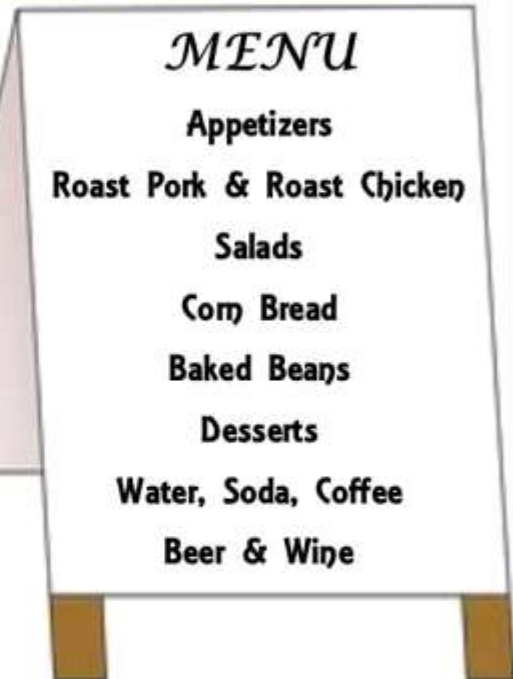 MENU
Appetizers
Roast Pork & Roast Chicken
Salads
Corn Bread
Baked Beans
Desserts
Water, Soda, Coffee
Beer & Wine